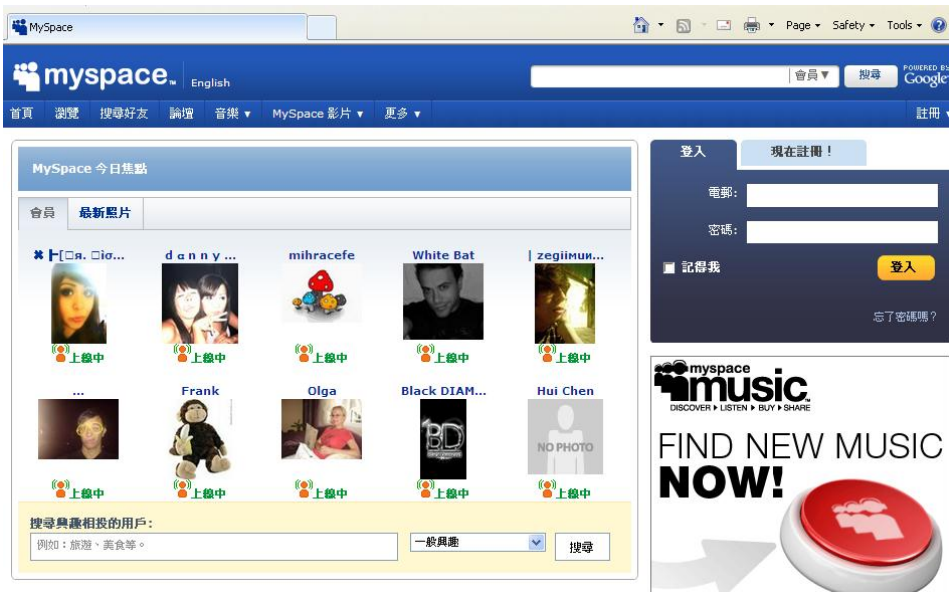 MySpace
Page Safety Tools
myspace English 會員 搜尋 POWERED BY Google
首頁 瀏覽 搜尋好友 論壇 音樂 MySpace 影片 更多 註冊
MySpace 今日焦點
會員 最新照片
danny ... mihracefe White Bat
上線中 上線中 上線中 上線中 上線中
... Frank Olga Black DIAM... Hui Chen
BD
NO PHOTO
上線中 上線中 上線中 上線中 上線中
搜尋興趣相投的用戶:
例如：旅遊、美食等。 一般興趣 搜尋
登入 現在註冊！
電郵:
密碼:
記得我 登入
忘了密碼嗎？
myspace
music
DISCOVER LISTEN BUY SHARE
FIND NEW MUSIC
NOW!